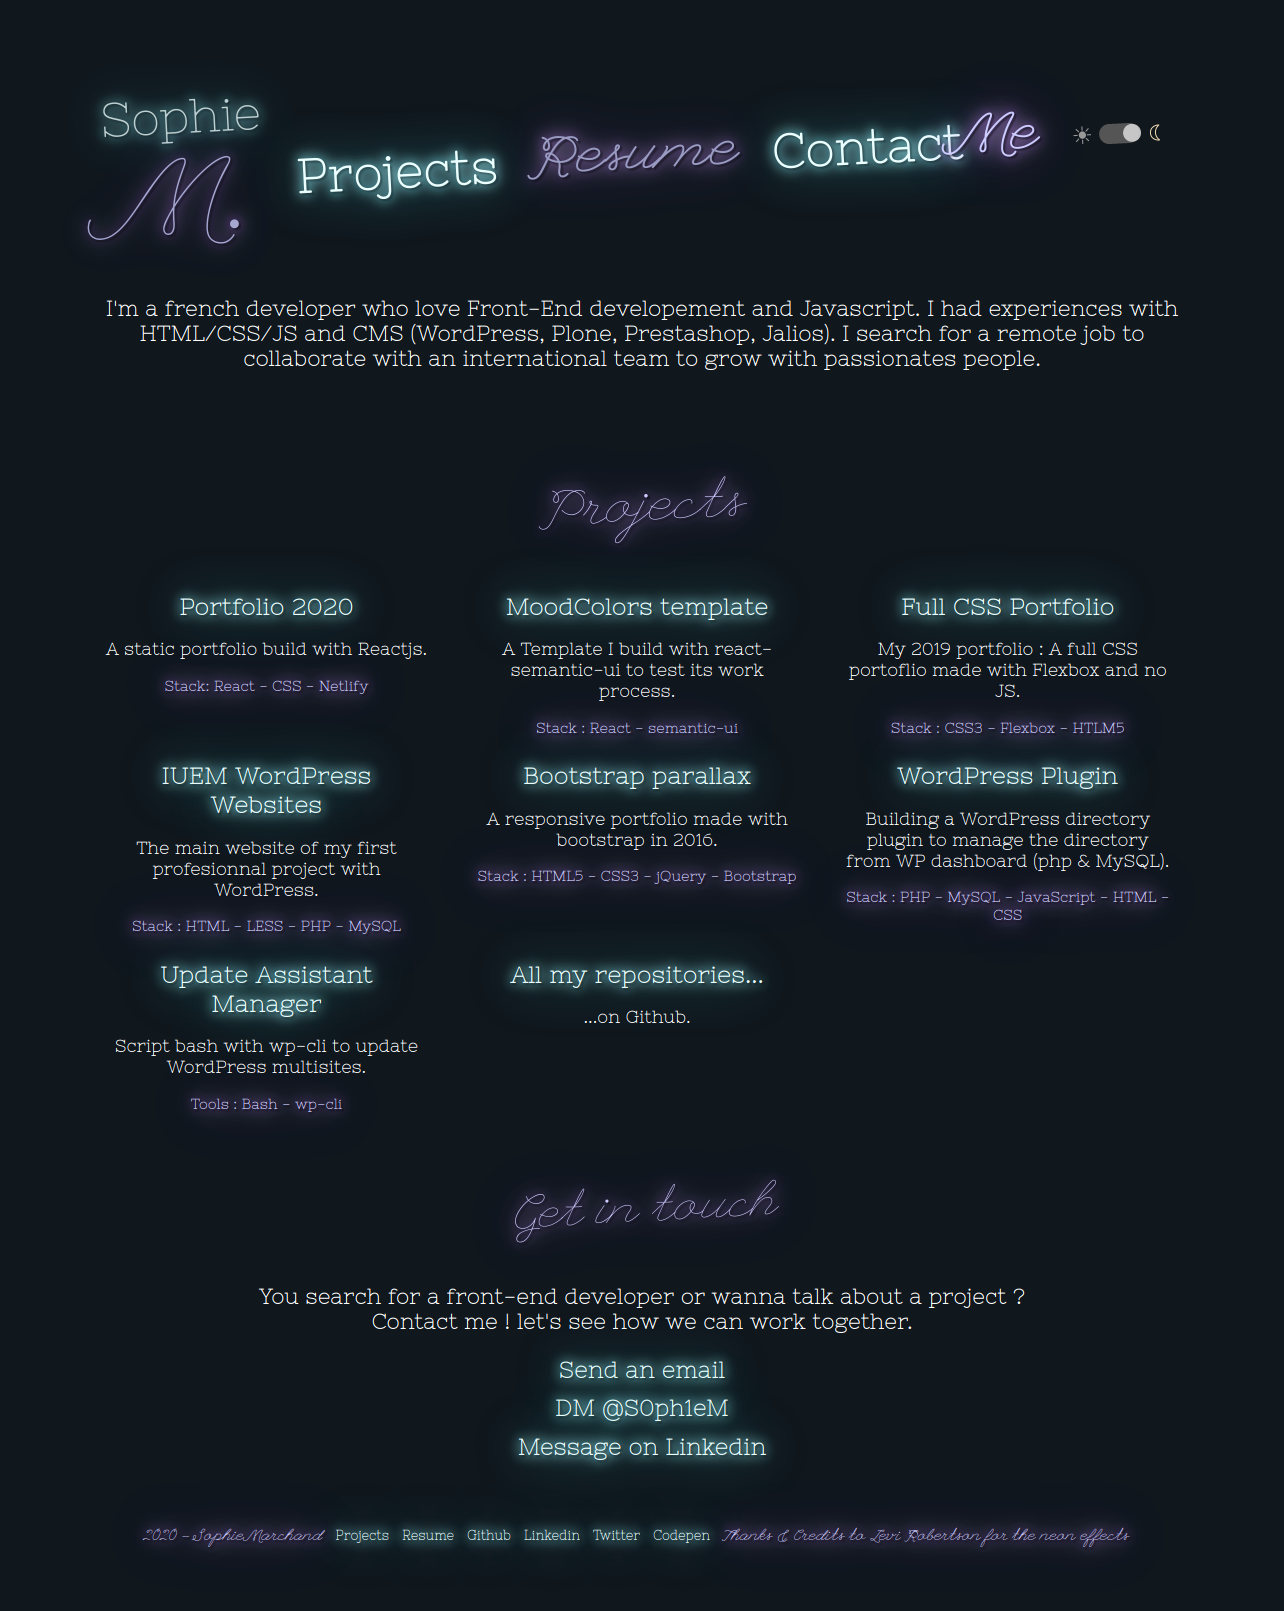 Sophie
M.
Projects
Resume
Contact Me
I'm a french developer who love Front-End developement and Javascript. I had experiences with
HTML/CSS/JS and CMS (WordPress, Plone, Prestashop, Jalios). I search for a remote job to
collaborate with an international team to grow with passionates people.
Projects
Portfolio 2020
A static portfolio build with Reactjs.
Stack: React - CSS - Netlify
MoodColors template
A Template I build with react-
semantic-ui to test its work
process.
Stack : React - semantic-ui
Full CSS Portfolio
My 2019 portfolio : A full CSS
portoflio made with Flexbox and no
JS.
Stack : CSS3 - Flexbox - HTLM5
IUEM WordPress
Websites
The main website of my first
profesionnal project with
WordPress.
Stack : HTML - LESS - PHP - MySQL
Bootstrap parallax
A responsive portfolio made with
bootstrap in 2016.
Stack : HTML5 - CSS3 - jQuery - Bootstrap
WordPress Plugin
Building a WordPress directory
plugin to manage the directory
from WP dashboard (php & MySQL).
Stack : PHP - MySQL - JavaScript - HTML -
CSS
Update Assistant
Manager
Script bash with wp-cli to update
WordPress multisites.
Tools : Bash - wp-cli
All my repositories...
...on Github.
Get in touch
You search for a front-end developer or wanna talk about a project ?
Contact me ! let's see how we can work together.
Send an email
DM @S0ph1eM
Message on Linkedin
2020 - SophieMarchand Projects Resume Github Linkedin Twitter Codepen Thanks & Credits to Levi Robertson for the neon effects